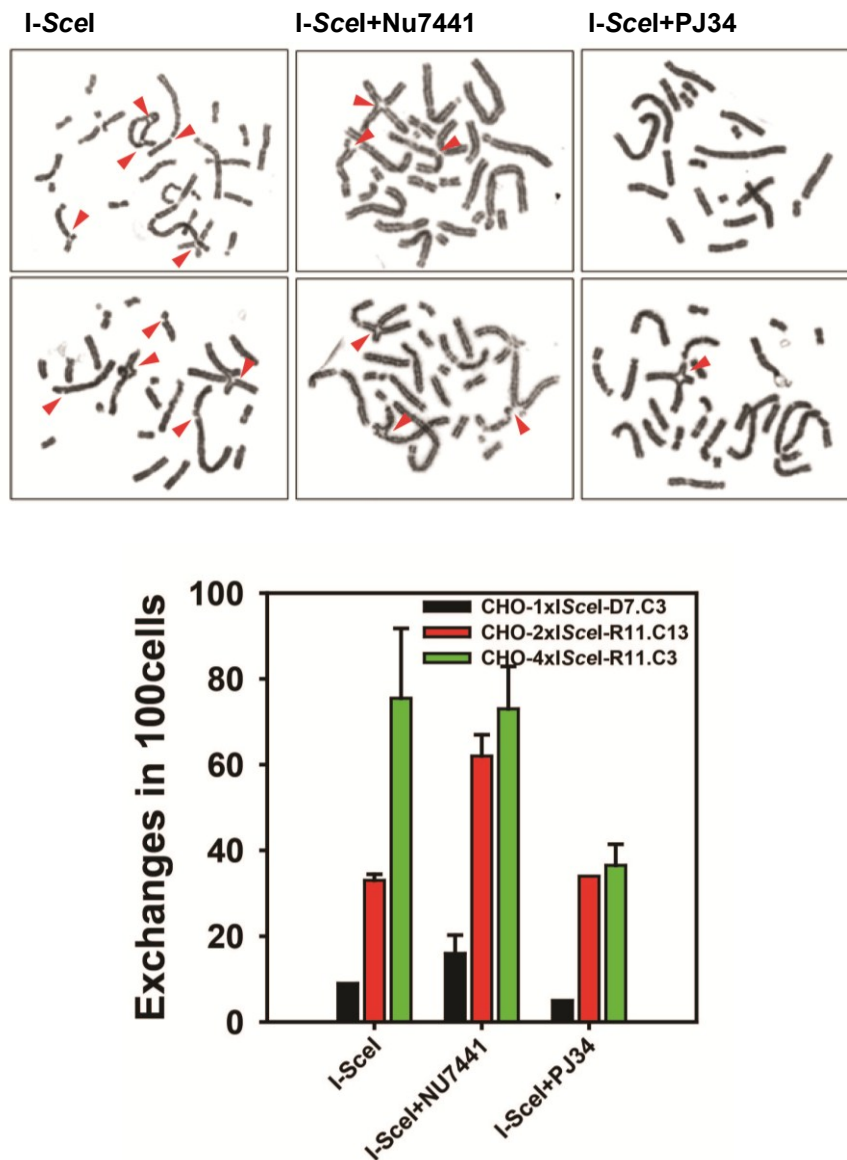 I-SceI I-SceI+Nu7441 I-SceI+PJ34
100
80
60
40
20
0
Exchanges in 100cells
CHO-1xISceI-D7.C3
CHO-2xISceI-R11.C13
CHO-4xISceI-R11.C3
I-SceI
I-SceI+NU7441
I-SceI+PJ34